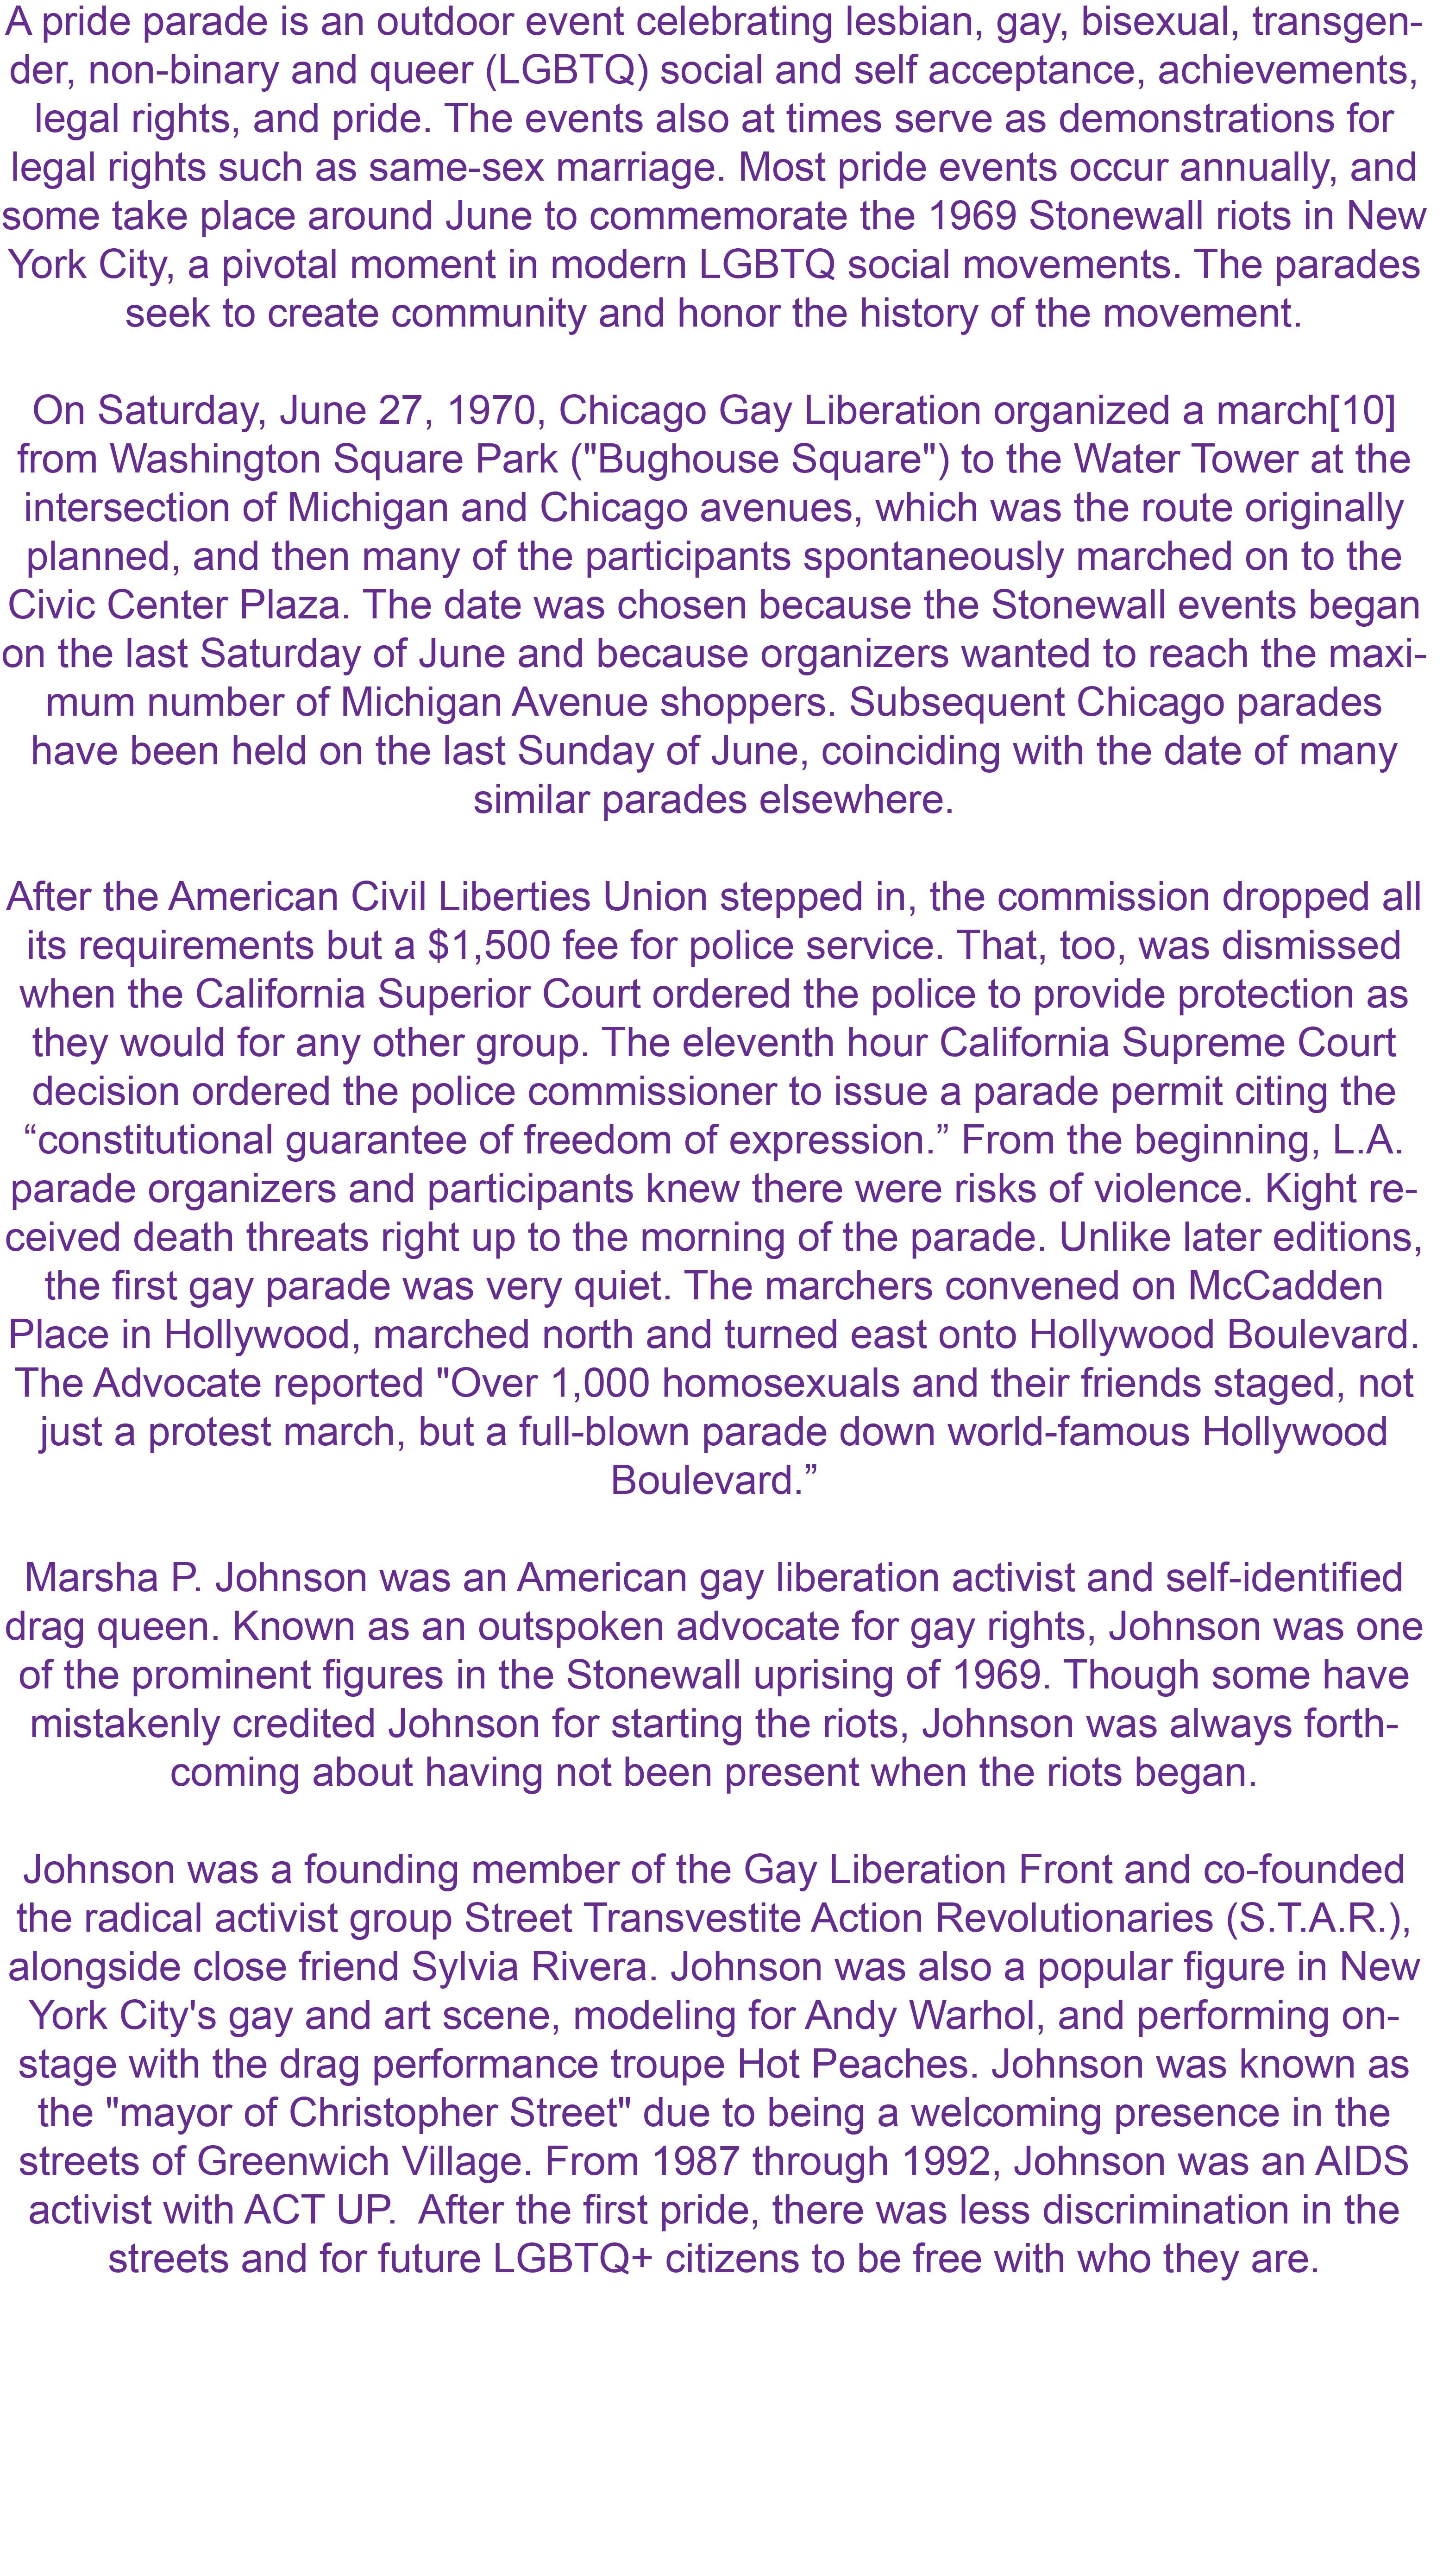 A pride parade is an outdoor event celebrating lesbian, gay, bisexual, transgen-
der, non-binary and queer (LGBTQ) social and self acceptance, achievements,
legal rights, and pride. The events also at times serve as demonstrations for
legal rights such as same-sex marriage. Most pride events occur annually, and
some take place around June to commemorate the 1969 Stonewall riots in New
York City, a pivotal moment in modern LGBTQ social movements. The parades
seek to create community and honor the history of the movement.

On Saturday, June 27, 1970, Chicago Gay Liberation organized a march[10]
from Washington Square Park ("Bughouse Square") to the Water Tower at the
intersection of Michigan and Chicago avenues, which was the route originally
planned, and then many of the participants spontaneously marched on to the
Civic Center Plaza. The date was chosen because the Stonewall events began
on the last Saturday of June and because organizers wanted to reach the maxi-
mum number of Michigan Avenue shoppers. Subsequent Chicago parades
have been held on the last Sunday of June, coinciding with the date of many
similar parades elsewhere.

After the American Civil Liberties Union stepped in, the commission dropped all
its requirements but a $1,500 fee for police service. That, too, was dismissed
when the California Superior Court ordered the police to provide protection as
they would for any other group. The eleventh hour California Supreme Court
decision ordered the police commissioner to issue a parade permit citing the
“constitutional guarantee of freedom of expression.” From the beginning, L.A.
parade organizers and participants knew there were risks of violence. Kight re-
ceived death threats right up to the morning of the parade. Unlike later editions,
the first gay parade was very quiet. The marchers convened on McCadden
Place in Hollywood, marched north and turned east onto Hollywood Boulevard.
The Advocate reported "Over 1,000 homosexuals and their friends staged, not
just a protest march, but a full-blown parade down world-famous Hollywood
Boulevard.”

Marsha P. Johnson was an American gay liberation activist and self-identified
drag queen. Known as an outspoken advocate for gay rights, Johnson was one
of the prominent figures in the Stonewall uprising of 1969. Though some have
mistakenly credited Johnson for starting the riots, Johnson was always forth-
coming about having not been present when the riots began.

Johnson was a founding member of the Gay Liberation Front and co-founded
the radical activist group Street Transvestite Action Revolutionaries (S.T.A.R.),
alongside close friend Sylvia Rivera. Johnson was also a popular figure in New
York City's gay and art scene, modeling for Andy Warhol, and performing on-
stage with the drag performance troupe Hot Peaches. Johnson was known as
the "mayor of Christopher Street" due to being a welcoming presence in the
streets of Greenwich Village. From 1987 through 1992, Johnson was an AIDS
activist with ACT UP.  After the first pride, there was less discrimination in the
streets and for future LGBTQ+ citizens to be free with who they are.